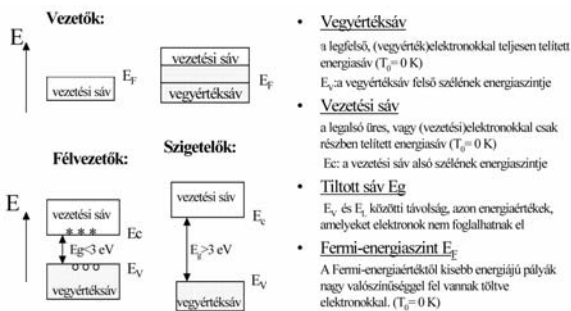 Vezetők:
E
vezetési sáv
E_F
vezetési sáv
vegyértéksáv
E_F
Félvezetők:
Szigetelők:
E
vezetési sáv
Ec
Eg<3 eV
E_V
vegyértéksáv
vezetési sáv
E_c
E_g>3 eV
E_V
vegyértéksáv
• Vegyértéksáv
a legfelső, (vegyérték)elektronokkal teljesen telített
energiasáv (T_0= 0 K)
E_V:a vegyértéksáv felső szélének energiaszintje
• Vezetési sáv
a legalsó üres, vagy (vezetési)elektronokkal csak
részben telített energiasáv (T_0= 0 K)
Ec: a vezetési sáv alsó szélének energiaszintje
• Tiltott sáv Eg
E_V és E_c közötti távolság, azon energiaértékek,
amelyeket elektronok nem foglalhatnak el
• Fermi-energiaszint E_F
A Fermi-energiaértéktől kisebb energiájú pályák
nagy valószínűséggel fel vannak töltve
elektronokkal. (T_0= 0 K)